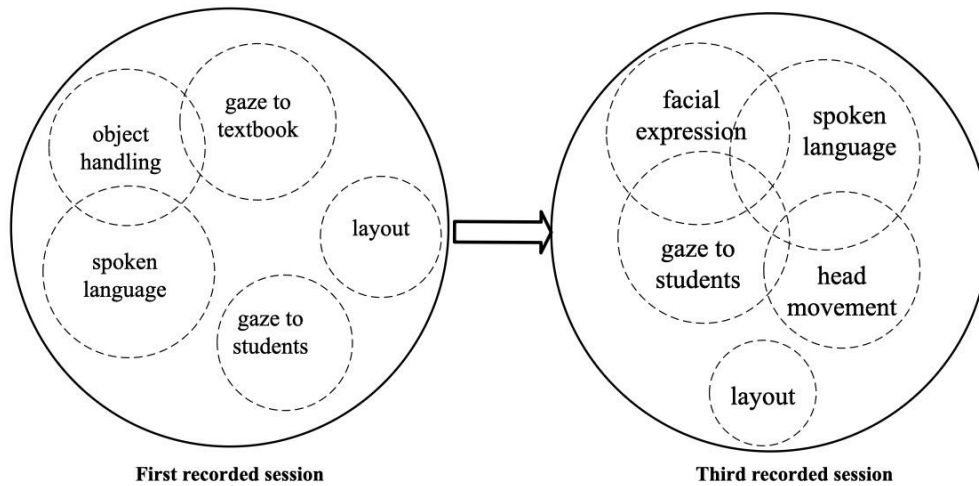 gaze to
textbook
object
handling
layout
spoken
language
gaze to
students
First recorded session
facial
expression
spoken
language
gaze to
students
head
movement
layout
Third recorded session